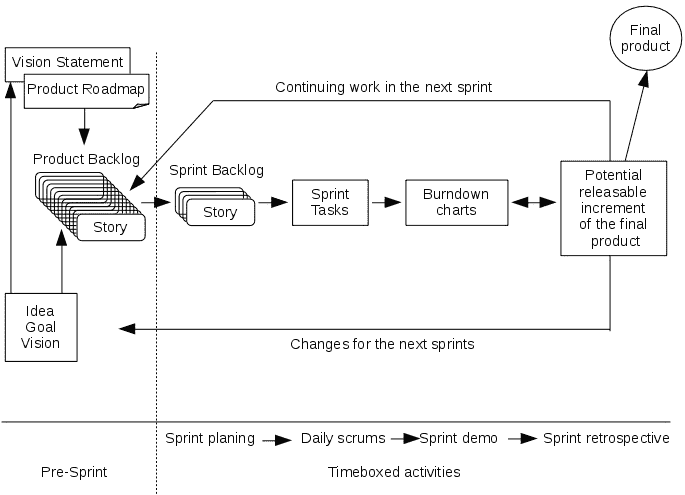 Final
product
Vision Statement
Product Roadmap
Continuing work in the next sprint
Product Backlog
Story
Sprint Backlog
Story
Sprint
Tasks
Burndown
charts
Potential
releasable
increment
of the final
product
Idea
Goal
Vision
Changes for the next sprints
Sprint planing
Daily scrums
Sprint demo
Sprint retrospective
Pre-Sprint
Timeboxed activities